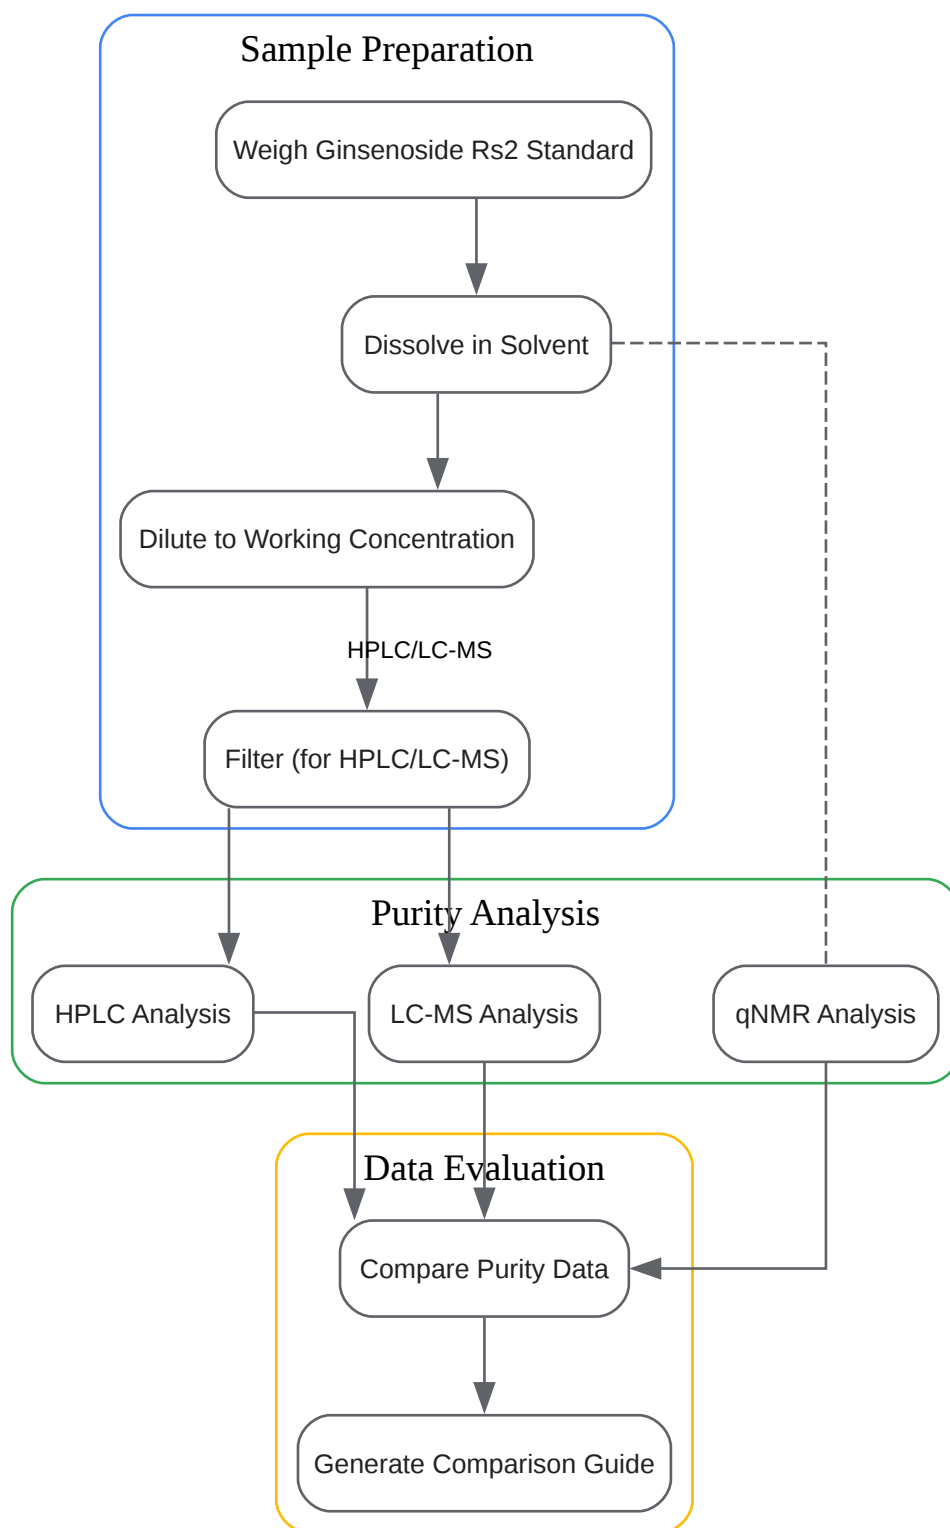 Sample Preparation
Weigh Ginsenoside Rs2 Standard
Dissolve in Solvent
Dilute to Working Concentration
HPLC/LC-MS
Filter (for HPLC/LC-MS)
Purity Analysis
HPLC Analysis
LC-MS Analysis
qNMR Analysis
Data Evaluation
Compare Purity Data
Generate Comparison Guide